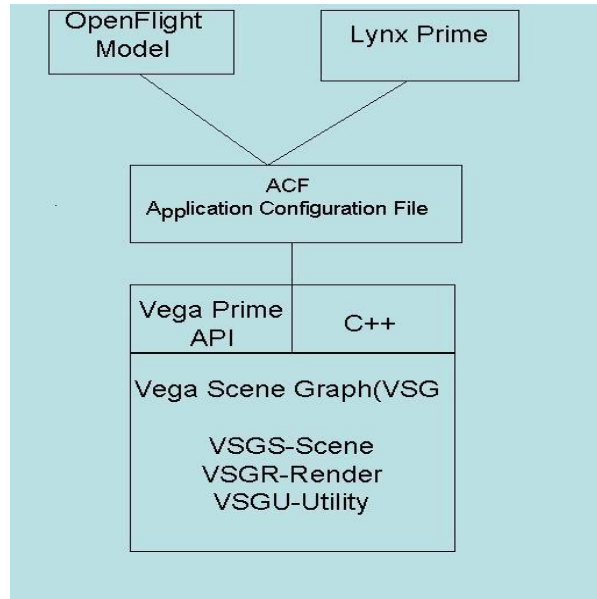 OpenFlight
Model
Lynx Prime
ACF
Application Configuration File
Vega Prime
API
C++
Vega Scene Graph(VSG
VSGS-Scene
VSGR-Render
VSGU-Utility